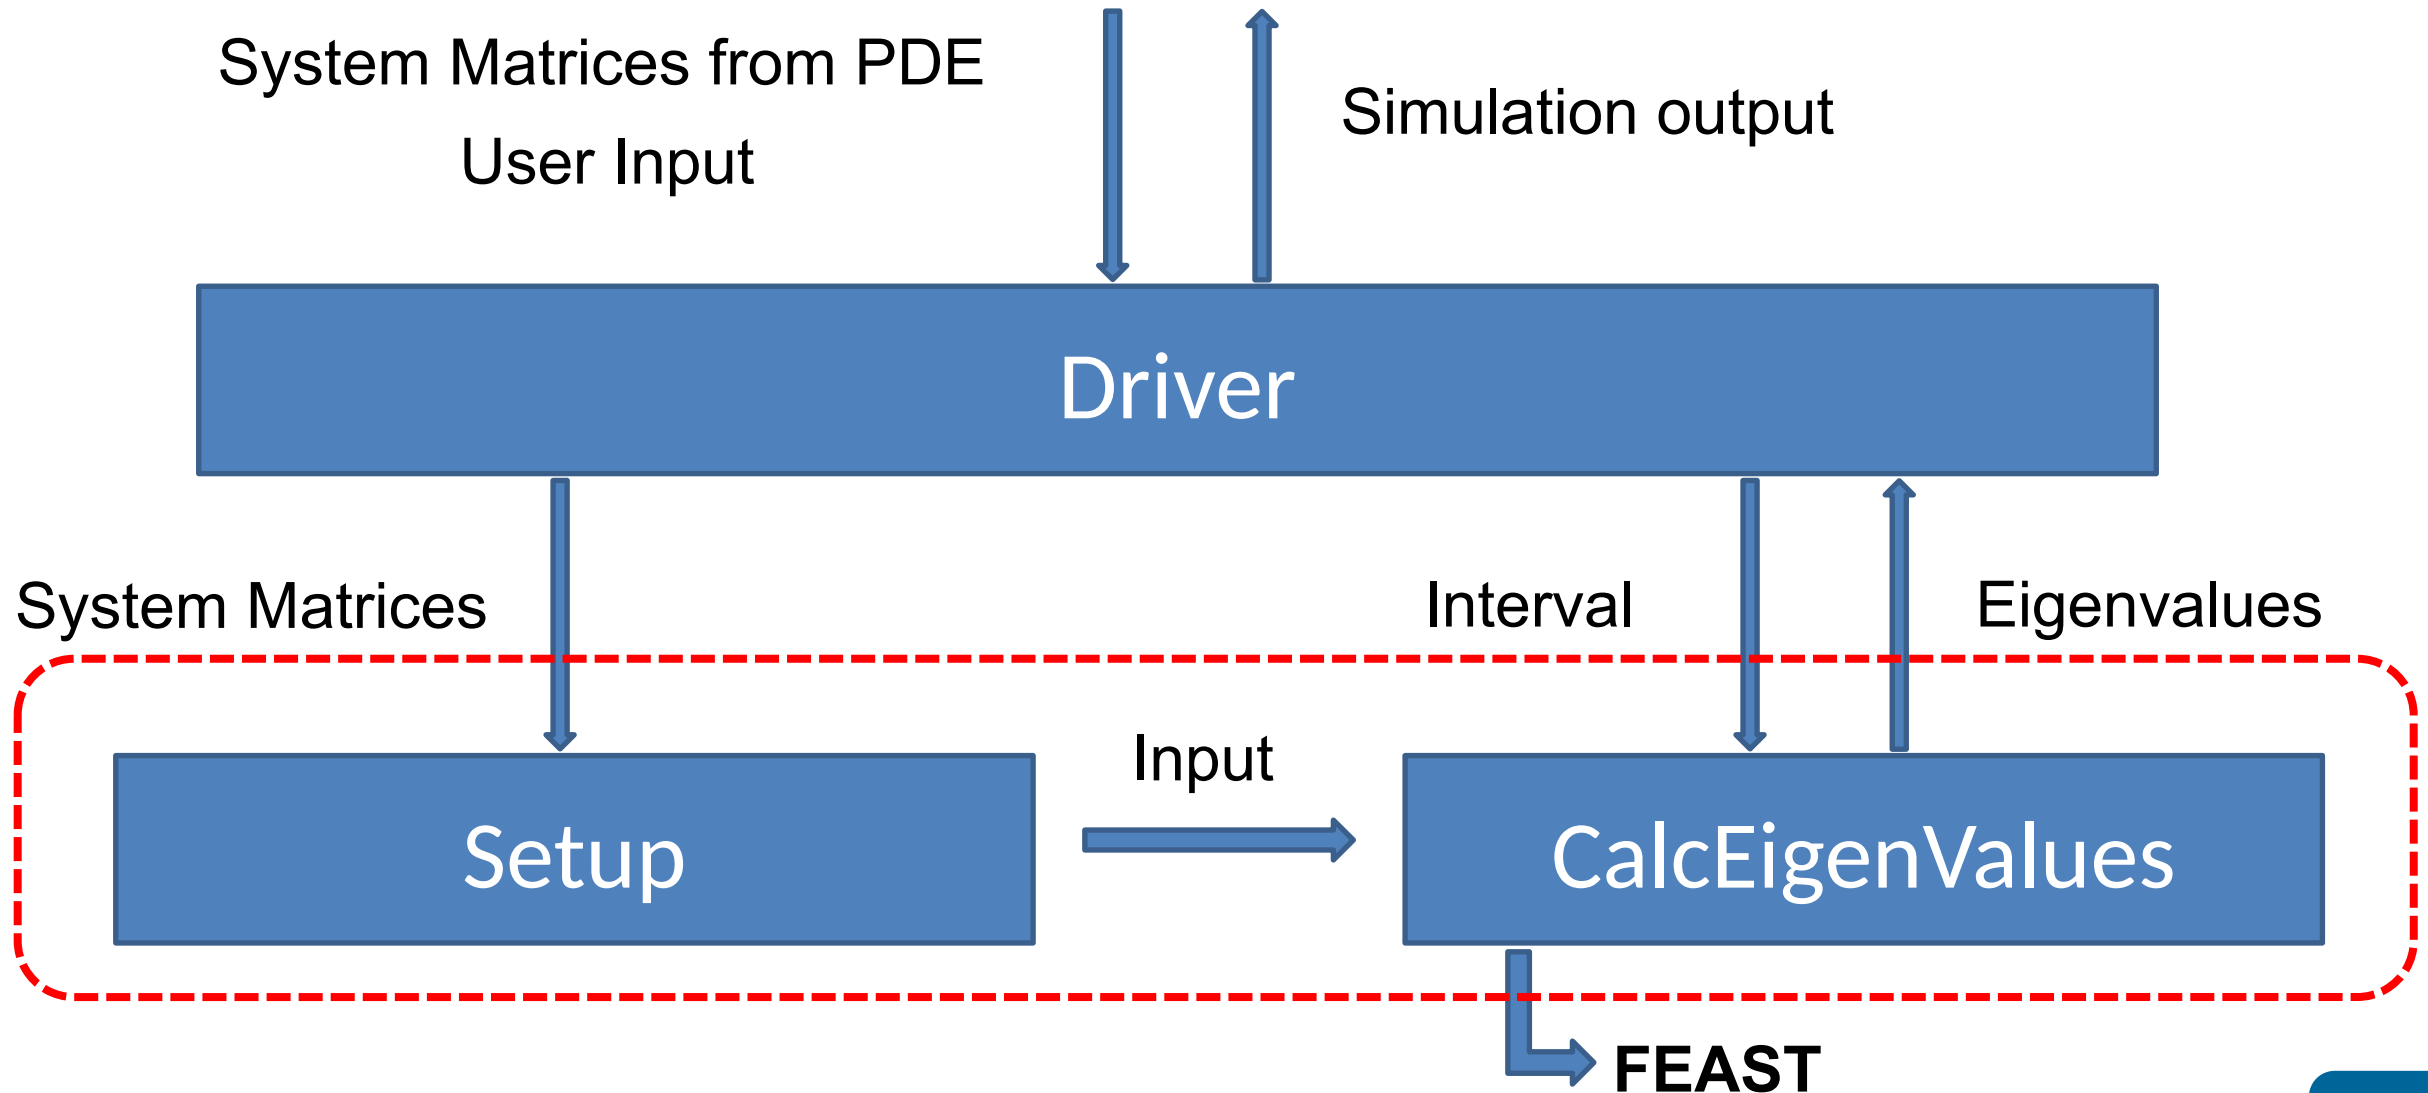 System Matrices from PDE
User Input
Simulation output
Driver
System Matrices
Interval
Eigenvalues
Input
Setup
CalcEigenValues
FEAST